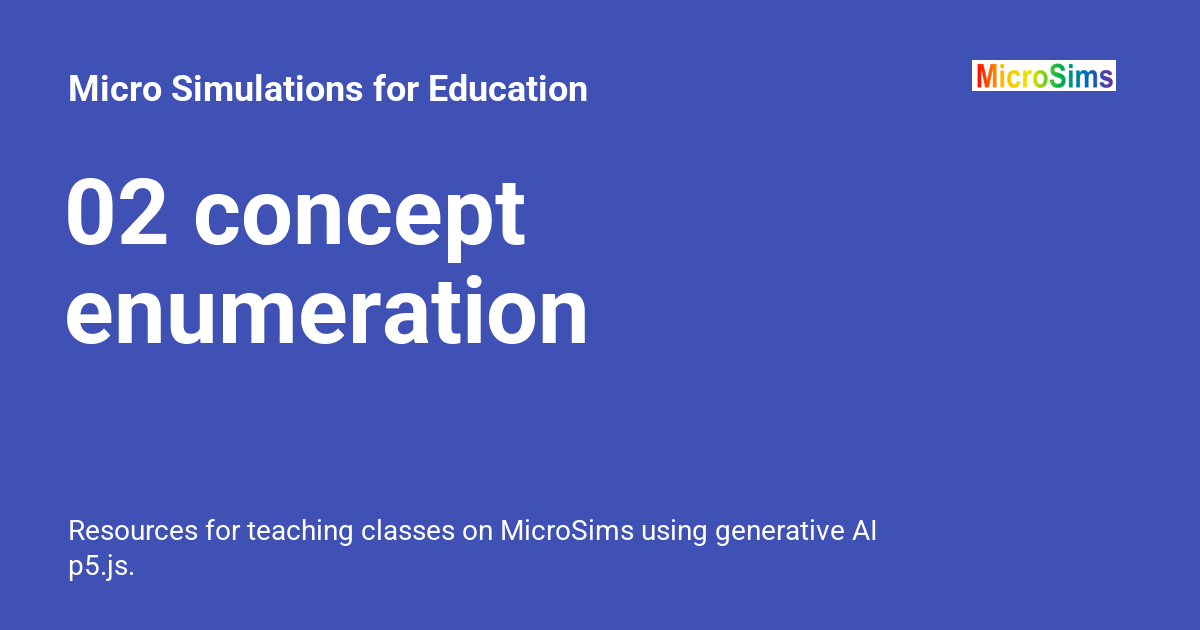 Micro Simulations for Education
MicroSims
02 concept
enumeration
Resources for teaching classes on MicroSims using generative AI
p5.js.